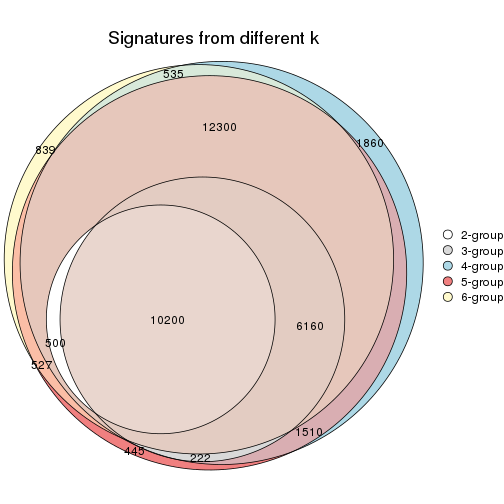 Signatures from different k
535
12300
1860
839
2-group
3-group
4-group
5-group
6-group
10200
6160
500
527
1510
445
222